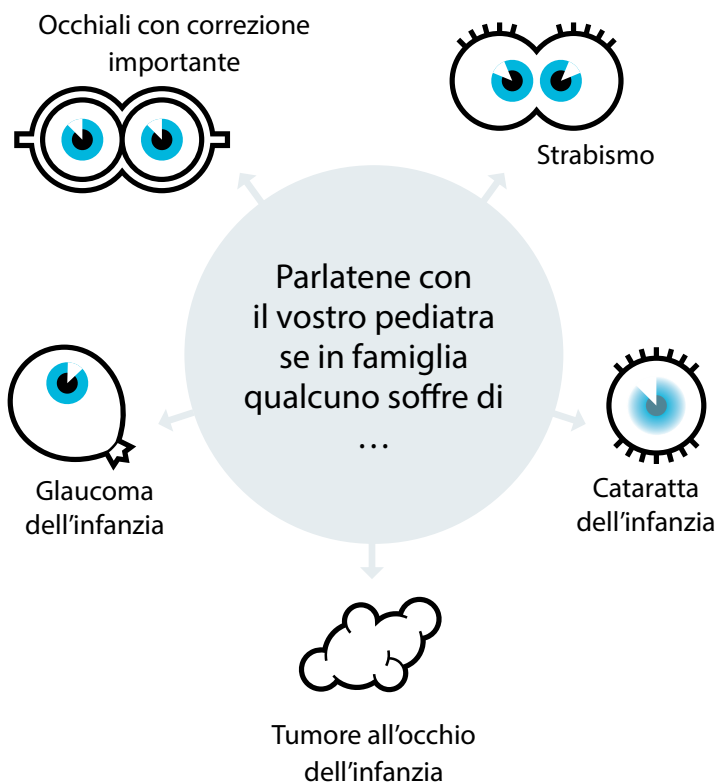 Occhiali con correzione
importante
Strabismo
Parlatene con
il vostro pediatra
se in famiglia
qualcuno soffre di
…
Glaucoma
dell’infanzia
Cataratta
dell’infanzia
Tumore all’occhio
dell’infanzia